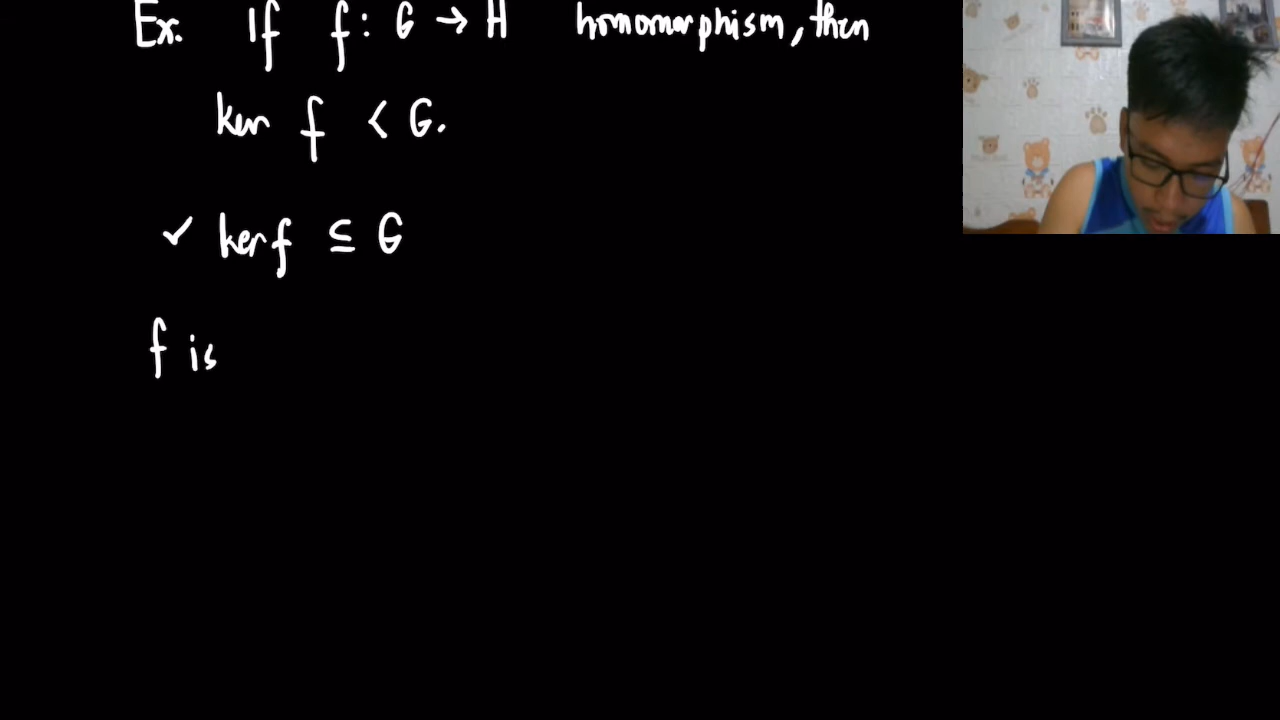 Ex. If f: G → H homomorphism, then
ker f < G.
✓ ker f ⊆ G
f is